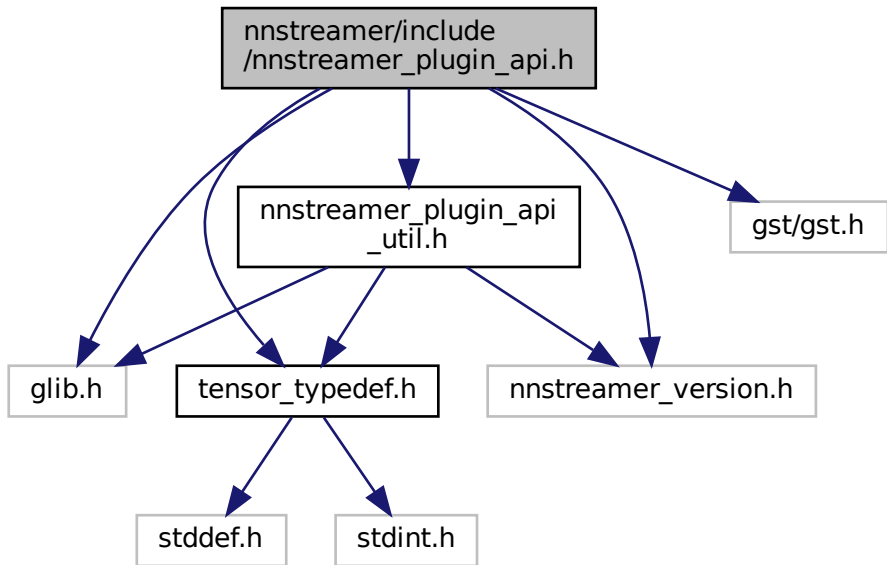 nnstreamer/include
/nnstreamer_plugin_api.h
nnstreamer_plugin_api
_util.h
gst/gst.h
glib.h
tensor_typedef.h
nnstreamer_version.h
stddef.h
stdint.h